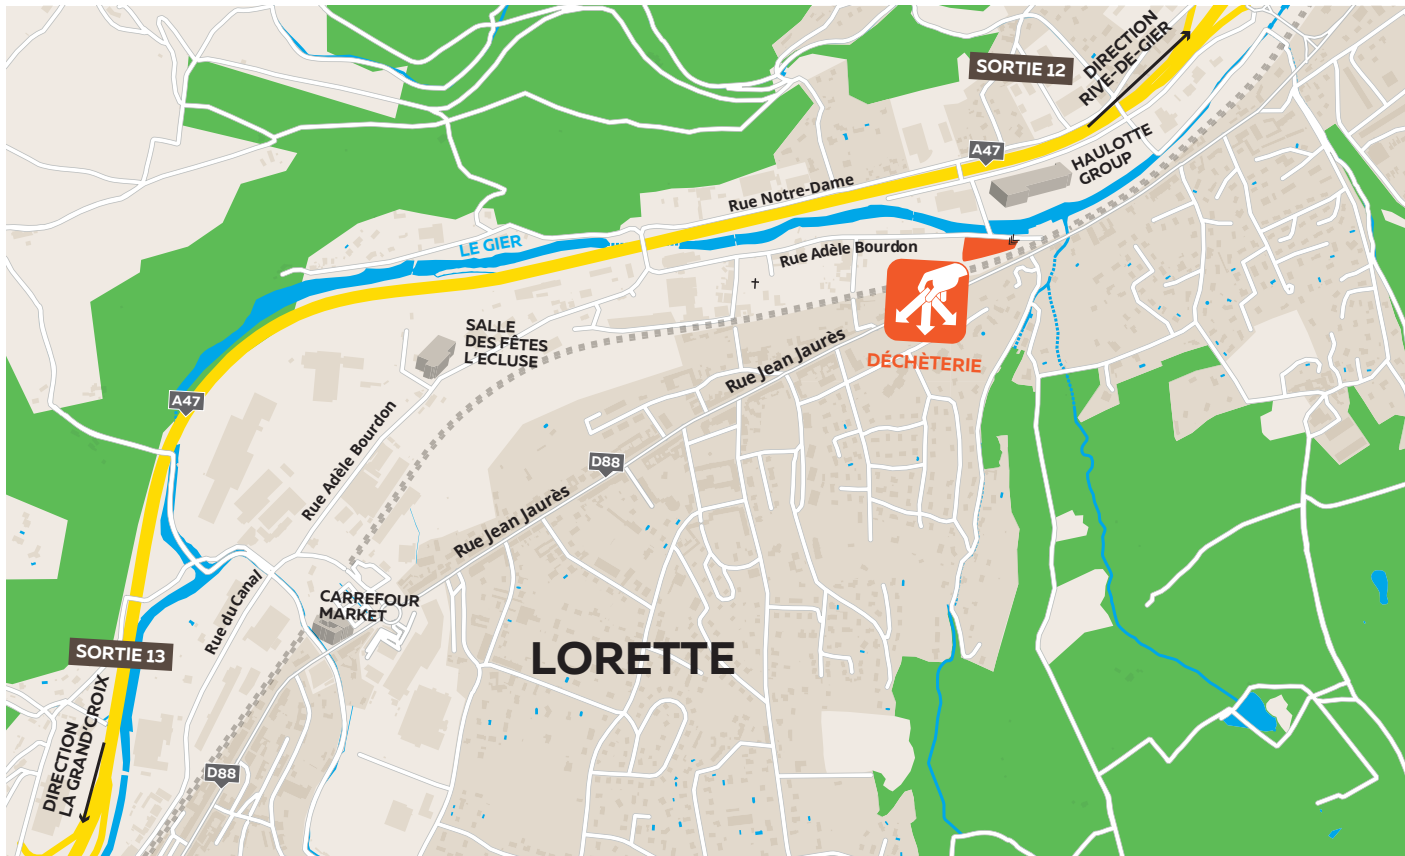 SORTIE 12
DIRECTION
RIVE-DE-GIER
A47
HAULOTTE
GROUP
Rue Notre-Dame
LE GIER
Rue Adèle Bourdon
SALLE
DES FÊTES
L'ECLUSE
DÉCHÈTERIE
Rue Jean Jaurès
A47
Rue Adèle Bourdon
D88
Rue Jean Jaurès
Rue du Canal
CARREFOUR
MARKET
SORTIE 13
LORETTE
DIRECTION
LA GRAND'CROIX
D88